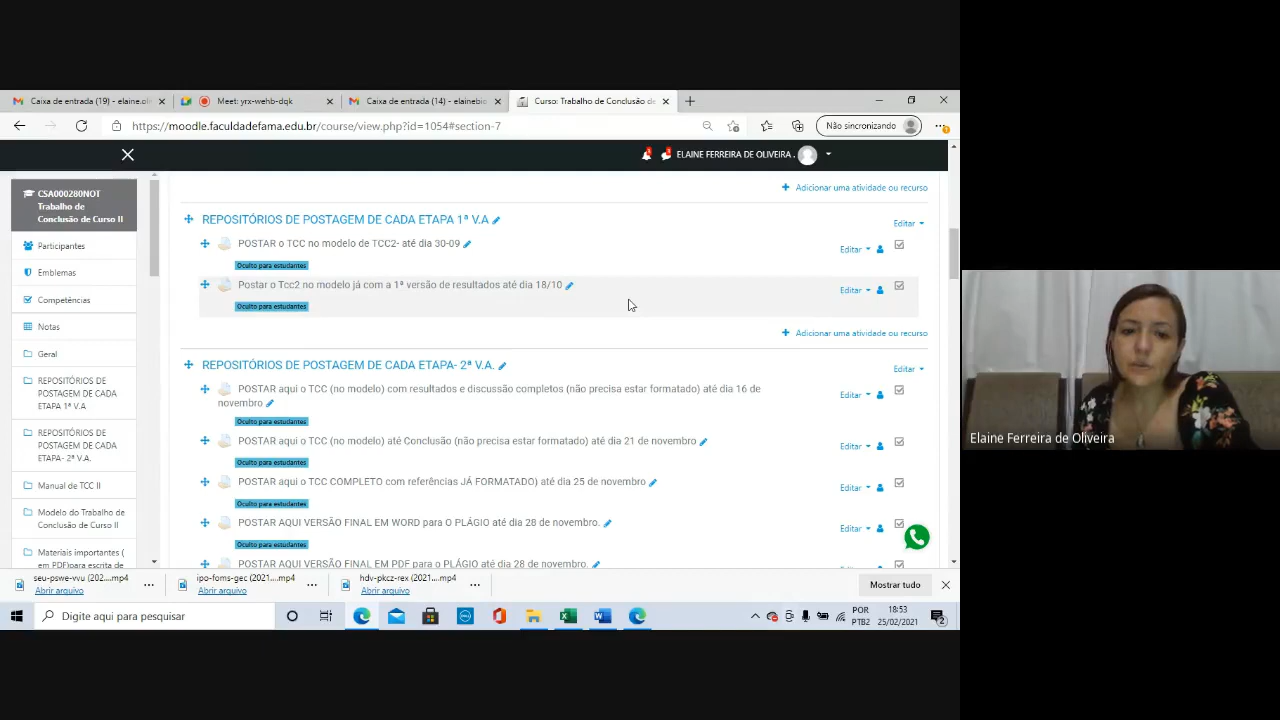 Caixa de entrada (19) - elaine.oli
Meet: yrx-wehb-dqk
Caixa de entrada (14) - elainebio
Curso: Trabalho de Conclusão de
https://moodle.faculdadefama.edu.br/course/view.php?id=1054#section-7
Não sincronizando
ELAINE FERREIRA DE OLIVEIRA .
CSA000280NOT
Trabalho de
Conclusão de Curso II
Participantes
Emblemas
Competências
Notas
Geral
REPOSITÓRIOS DE
POSTAGEM DE CADA
ETAPA 1ª V.A
REPOSITÓRIOS DE
POSTAGEM DE CADA
ETAPA- 2ª V.A.
Manual de TCC II
Modelo do Trabalho de
Conclusão de Curso II
Materiais importantes (
em PDF)para escrita de
Adicionar uma atividade ou recurso
REPOSITÓRIOS DE POSTAGEM DE CADA ETAPA 1ª V.A
Editar
POSTAR o TCC no modelo de TCC2- até dia 30-09
Editar
Oculto para estudantes
Postar o Tcc2 no modelo já com a 1ª versão de resultados até dia 18/10
Editar
Oculto para estudantes
Adicionar uma atividade ou recurso
REPOSITÓRIOS DE POSTAGEM DE CADA ETAPA- 2ª V.A.
Editar
POSTAR aqui o TCC (no modelo) com resultados e discussão completos (não precisa estar formatado) até dia 16 de
novembro
Editar
Oculto para estudantes
POSTAR aqui o TCC (no modelo) até Conclusão (não precisa estar formatado) até dia 21 de novembro
Editar
Oculto para estudantes
POSTAR aqui o TCC COMPLETO com referências JÁ FORMATADO) até dia 25 de novembro
Editar
Oculto para estudantes
POSTAR AQUI VERSÃO FINAL EM WORD para O PLÁGIO até dia 28 de novembro.
Editar
Oculto para estudantes
POSTAR AQUI VERSÃO FINAL EM PDF para o PLÁGIO até dia 28 de novembro.
seu-pswe-vvu (202....mp4
Abrir arquivo
ipo-foms-gec (2021....mp4
Abrir arquivo
hdv-pkcz-rex (2021....mp4
Abrir arquivo
Mostrar tudo
Digite aqui para pesquisar
POR
PTB2
18:53
25/02/2021
2
Elaine Ferreira de Oliveira